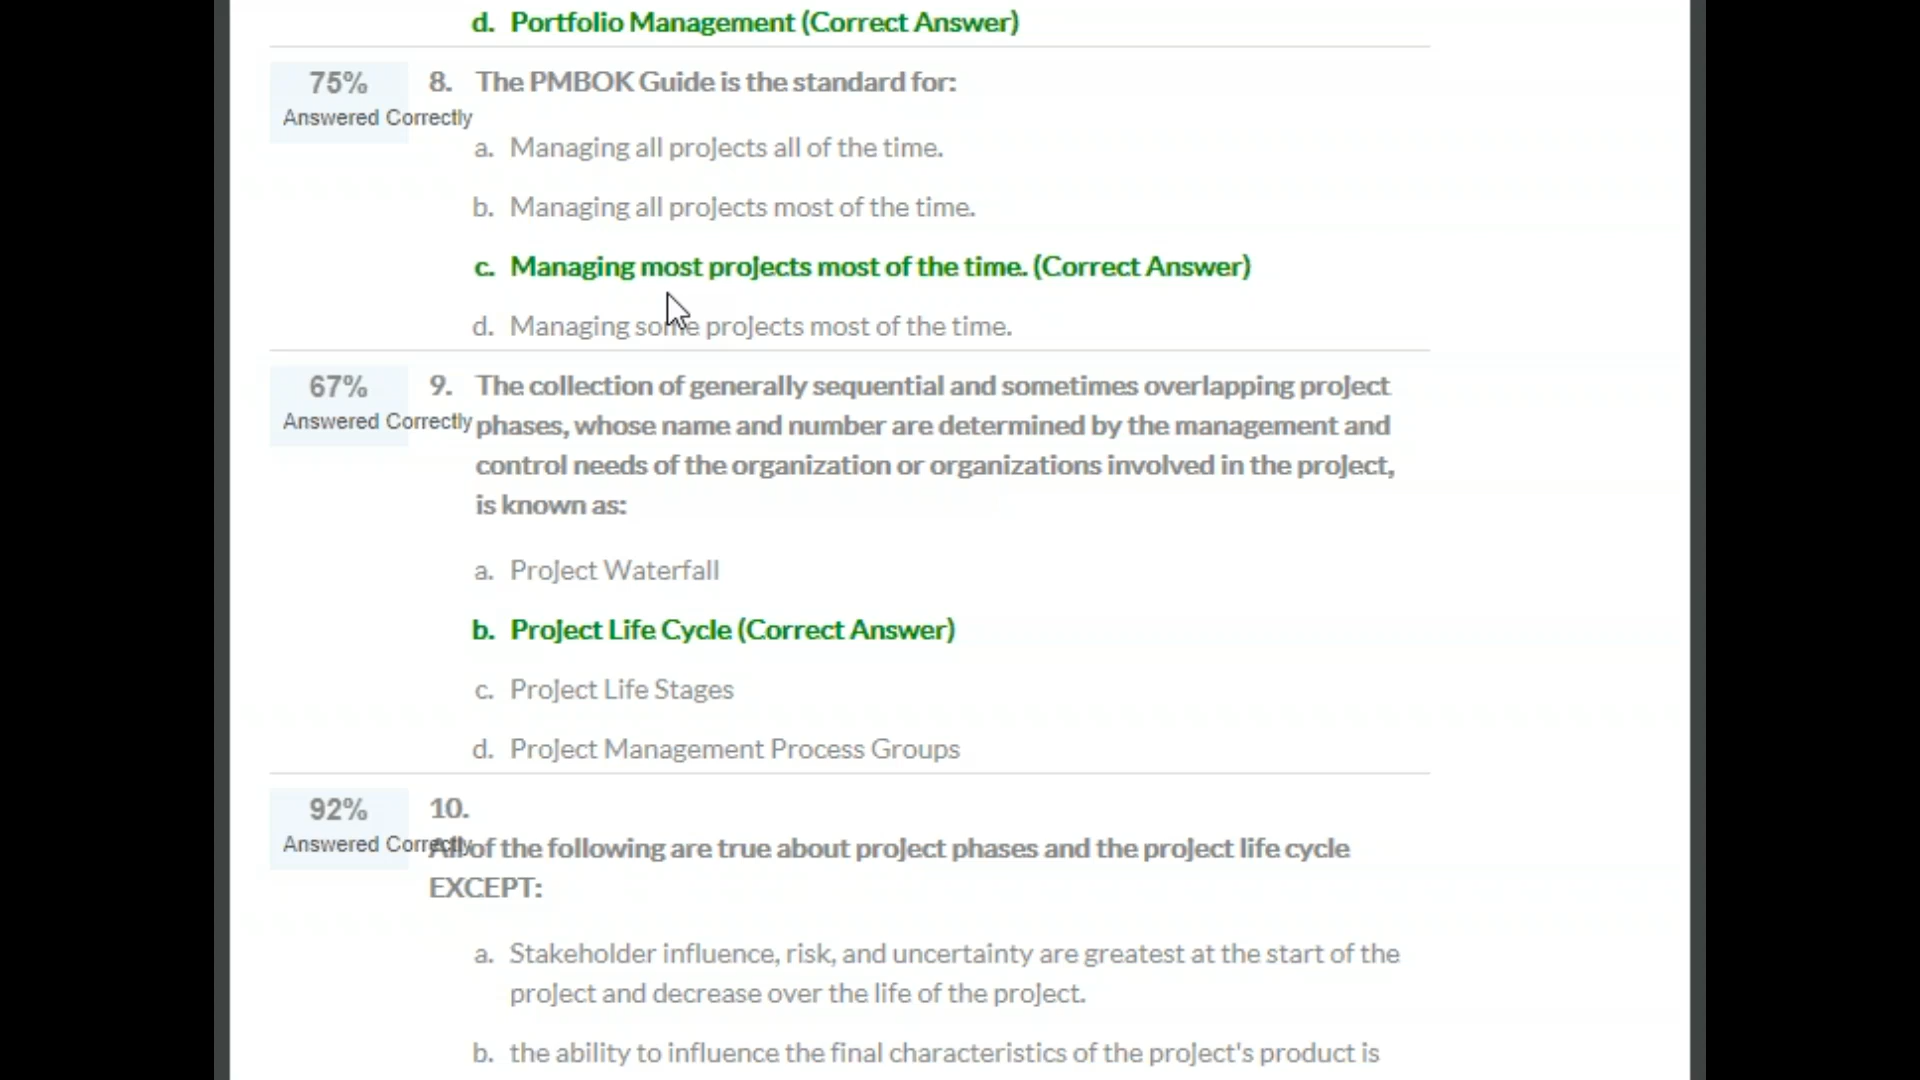 d. Portfolio Management (Correct Answer)
75%
Answered Correctly
8. The PMBOK Guide is the standard for:
a. Managing all projects all of the time.
b. Managing all projects most of the time.
c. Managing most projects most of the time. (Correct Answer)
d. Managing some projects most of the time.
67%
Answered Correctly
9. The collection of generally sequential and sometimes overlapping project
phases, whose name and number are determined by the management and
control needs of the organization or organizations involved in the project,
is known as:
a. Project Waterfall
b. Project Life Cycle (Correct Answer)
c. Project Life Stages
d. Project Management Process Groups
92%
Answered Correctly
10.
All of the following are true about project phases and the project life cycle
EXCEPT:
a. Stakeholder influence, risk, and uncertainty are greatest at the start of the
project and decrease over the life of the project.
b. the ability to influence the final characteristics of the project's product is